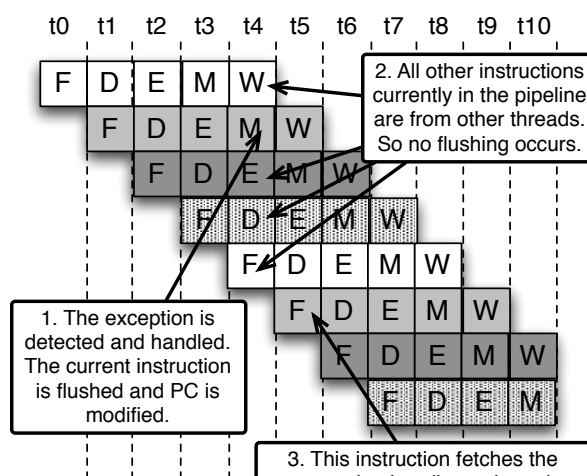 t0 t1 t2 t3 t4 t5 t6 t7 t8 t9 t10
F D E M W
F D E M W
F D E M W
F D E M W
F D E M W
F D E M W
F D E M W
F D E M
2. All other instructions
currently in the pipeline
are from other threads.
So no flushing occurs.
1. The exception is
detected and handled.
The current instruction
is flushed and PC is
modified.
3. This instruction fetches the